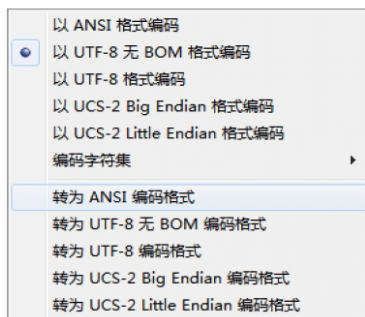 以 ANSI 格式编码
以 UTF-8 无 BOM 格式编码
以 UTF-8 格式编码
以 UCS-2 Big Endian 格式编码
以 UCS-2 Little Endian 格式编码
编码字符集
转为 ANSI 编码格式
转为 UTF-8 无 BOM 编码格式
转为 UTF-8 编码格式
转为 UCS-2 Big Endian 编码格式
转为 UCS-2 Little Endian 编码格式